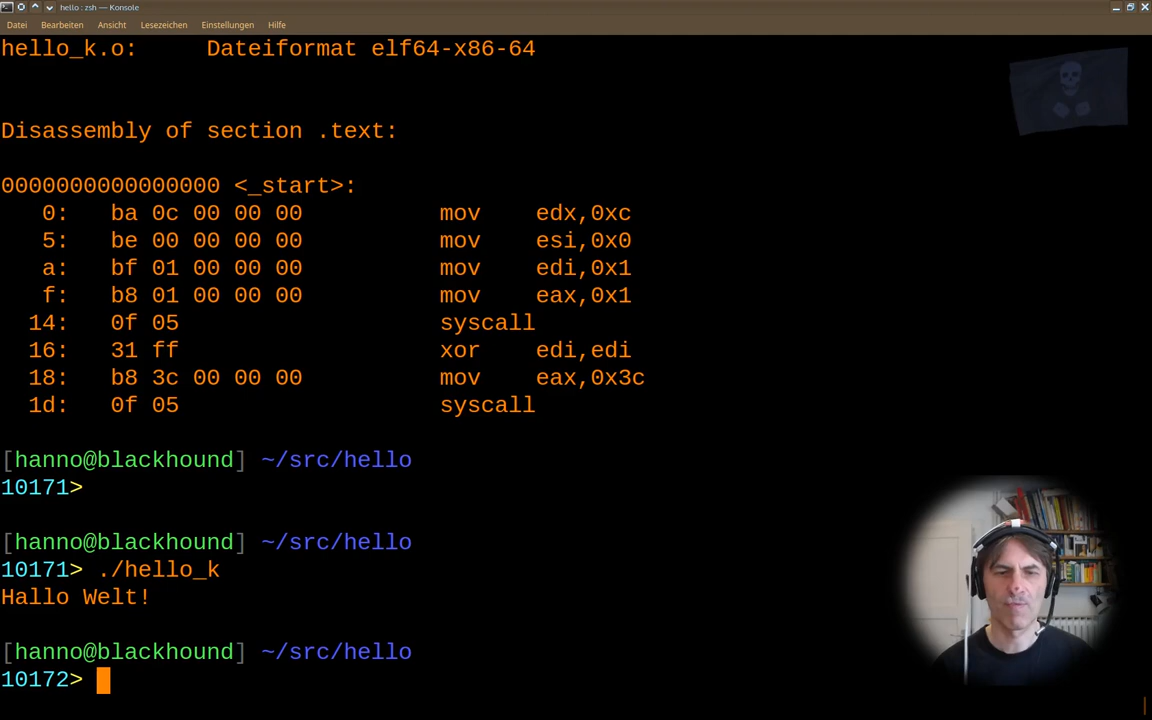 hello : zsh — Konsole
Datei Bearbeiten Ansicht Lesezeichen Einstellungen Hilfe
hello_k.o:     Dateiformat elf64-x86-64
Disassembly of section .text:
0000000000000000 <_start>:
   0:   ba 0c 00 00 00          mov    edx,0xc
   5:   be 00 00 00 00          mov    esi,0x0
   a:   bf 01 00 00 00          mov    edi,0x1
   f:   b8 01 00 00 00          mov    eax,0x1
  14:   0f 05                   syscall
  16:   31 ff                   xor    edi,edi
  18:   b8 3c 00 00 00          mov    eax,0x3c
  1d:   0f 05                   syscall
[hanno@blackhound] ~/src/hello
10171>
[hanno@blackhound] ~/src/hello
10171> ./hello_k
Hallo Welt!
[hanno@blackhound] ~/src/hello
10172>